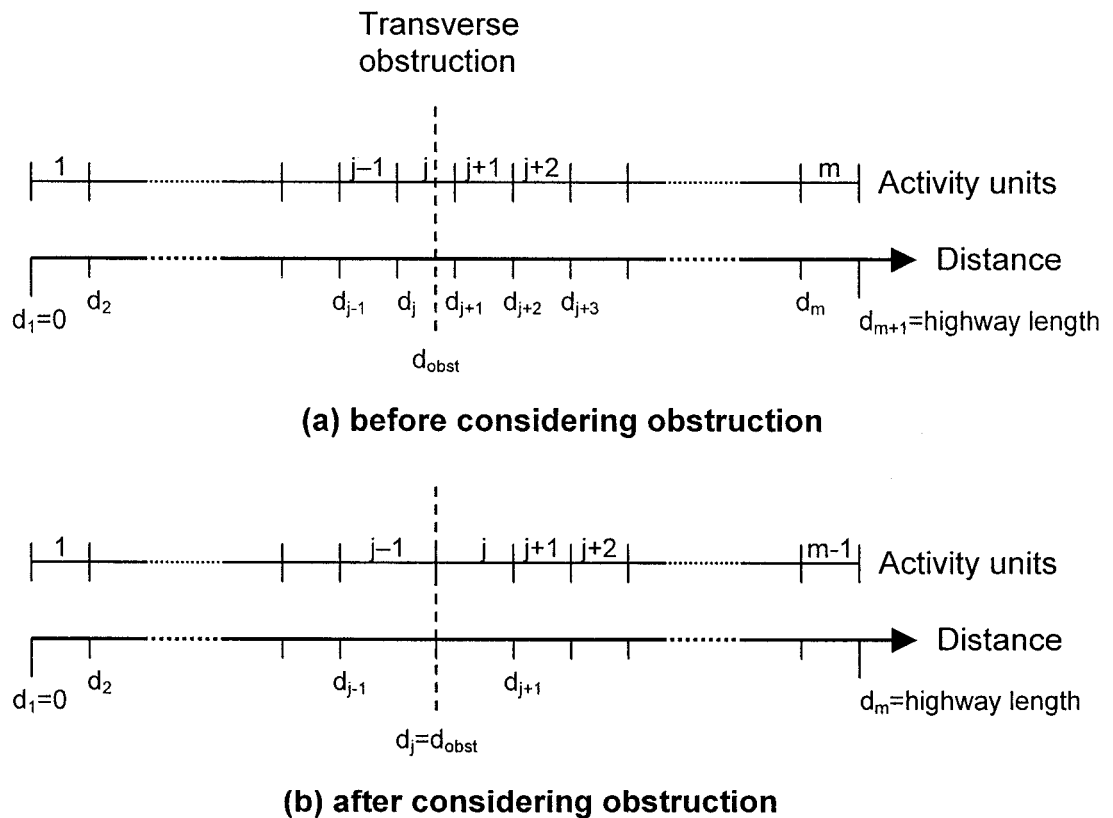 Transverse
obstruction
1 j–1 j j+1 j+2 m Activity units
Distance
d1=0 d2 dj-1 dj dj+1 dj+2 dj+3 dm dm+1=highway length
dobst
(a) before considering obstruction
1 j–1 j j+1 j+2 m-1 Activity units
Distance
d1=0 d2 dj-1 dj+1 dm=highway length
dj=dobst
(b) after considering obstruction